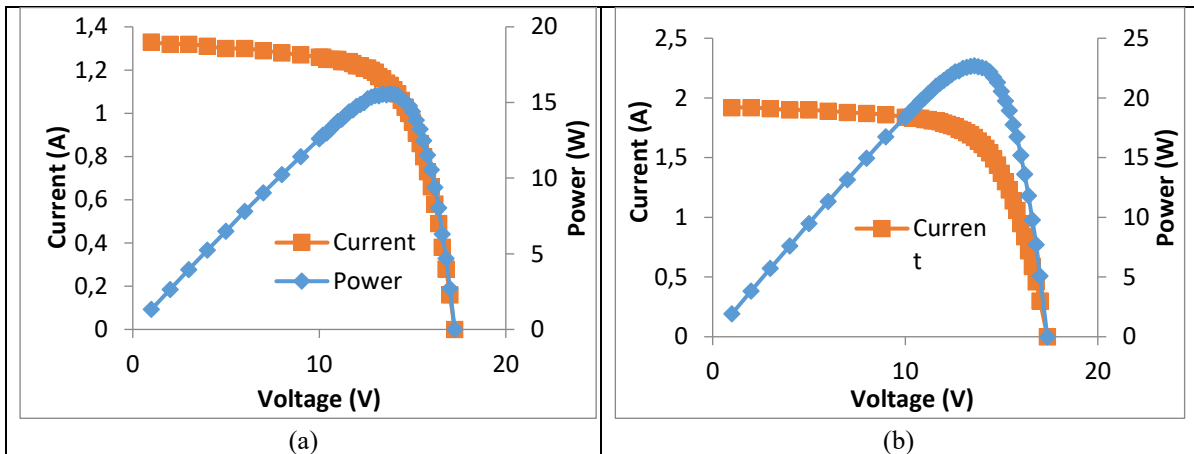 1,4
1,2
1
0,8
0,6
0,4
0,2
0
Current (A)
20
15
10
5
0
Power (W)
Current
Power
0
10
20
Voltage (V)
(a)
2,5
2
1,5
1
0,5
0
Current (A)
25
20
15
10
5
0
Power (W)
Curren
t
0
10
20
Voltage (V)
(b)